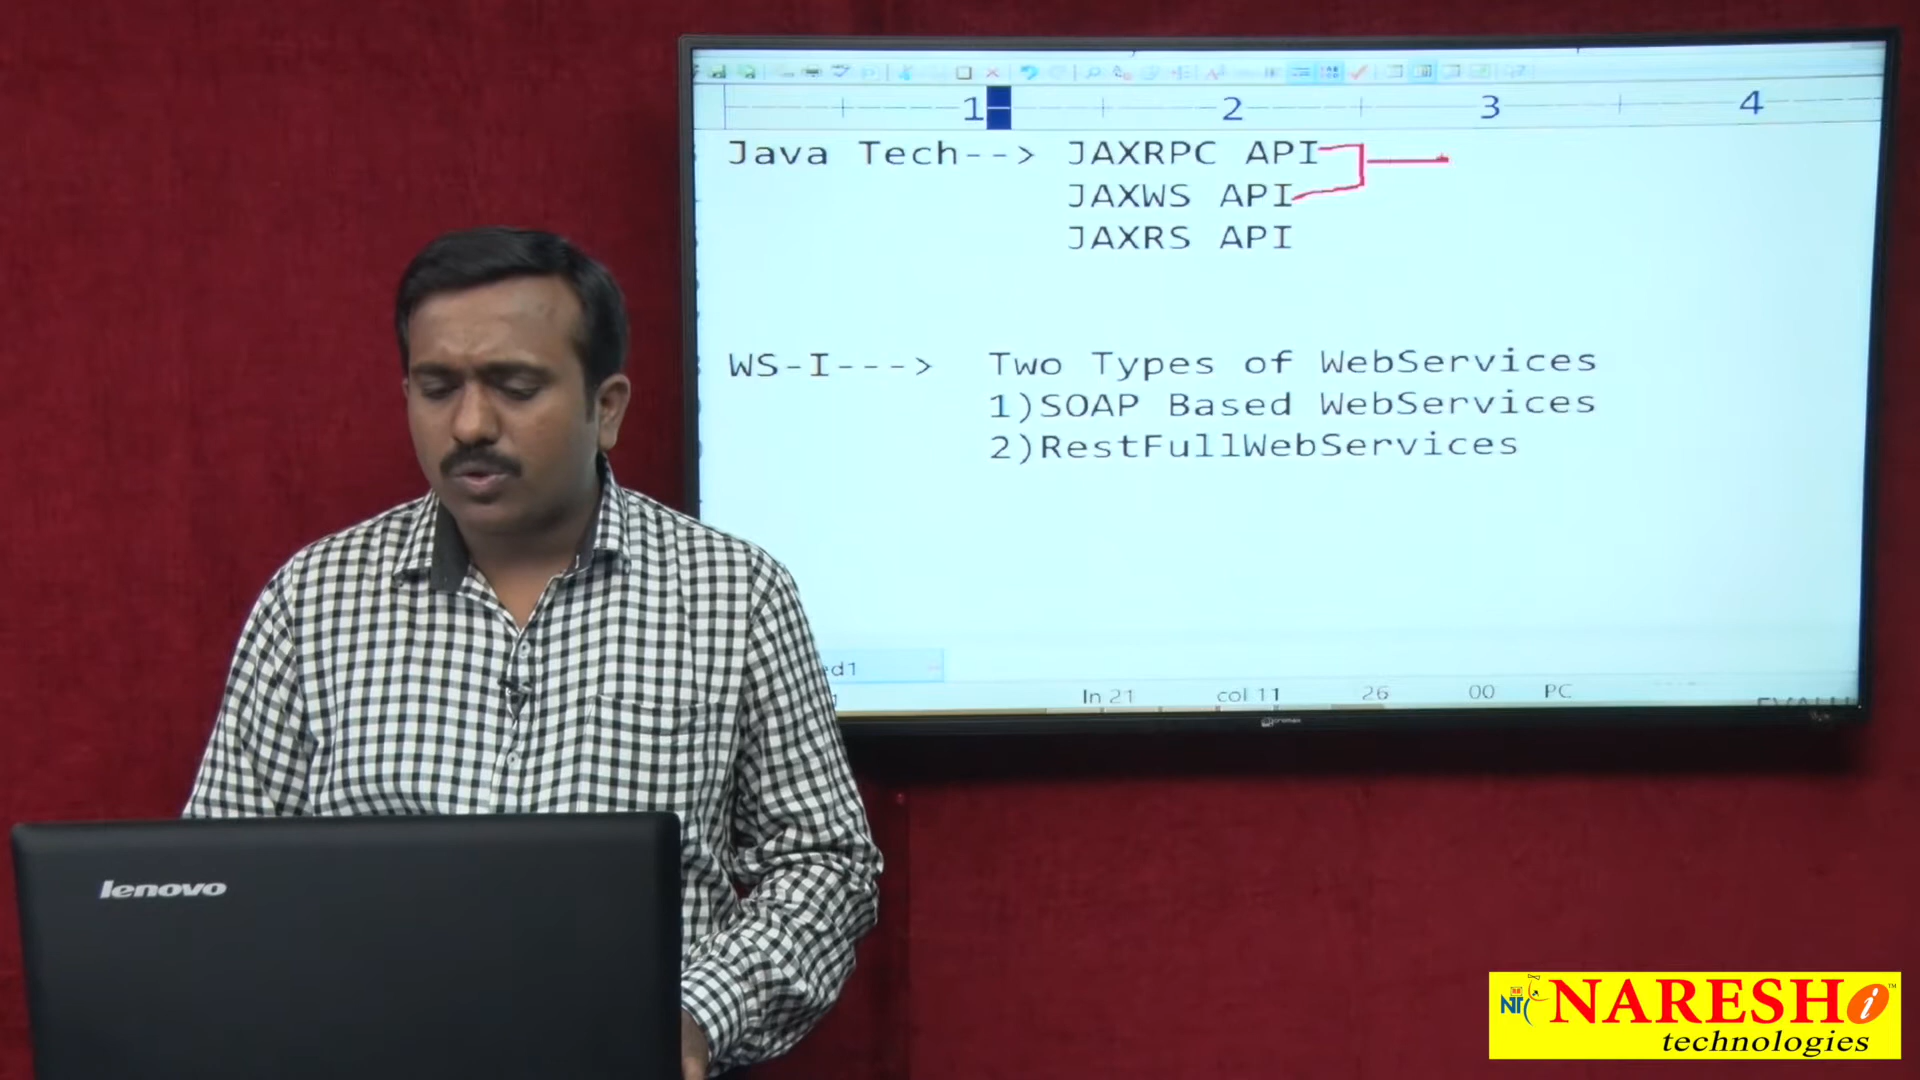 1 2 3 4
Java Tech--> JAXRPC API
JAXWS API
JAXRS API
WS-I---> Two Types of WebServices
1)SOAP Based WebServices
2)RestFullWebServices
ed1
ln 21 col 11 26 00 PC
lenovo
NARESH i
technologies